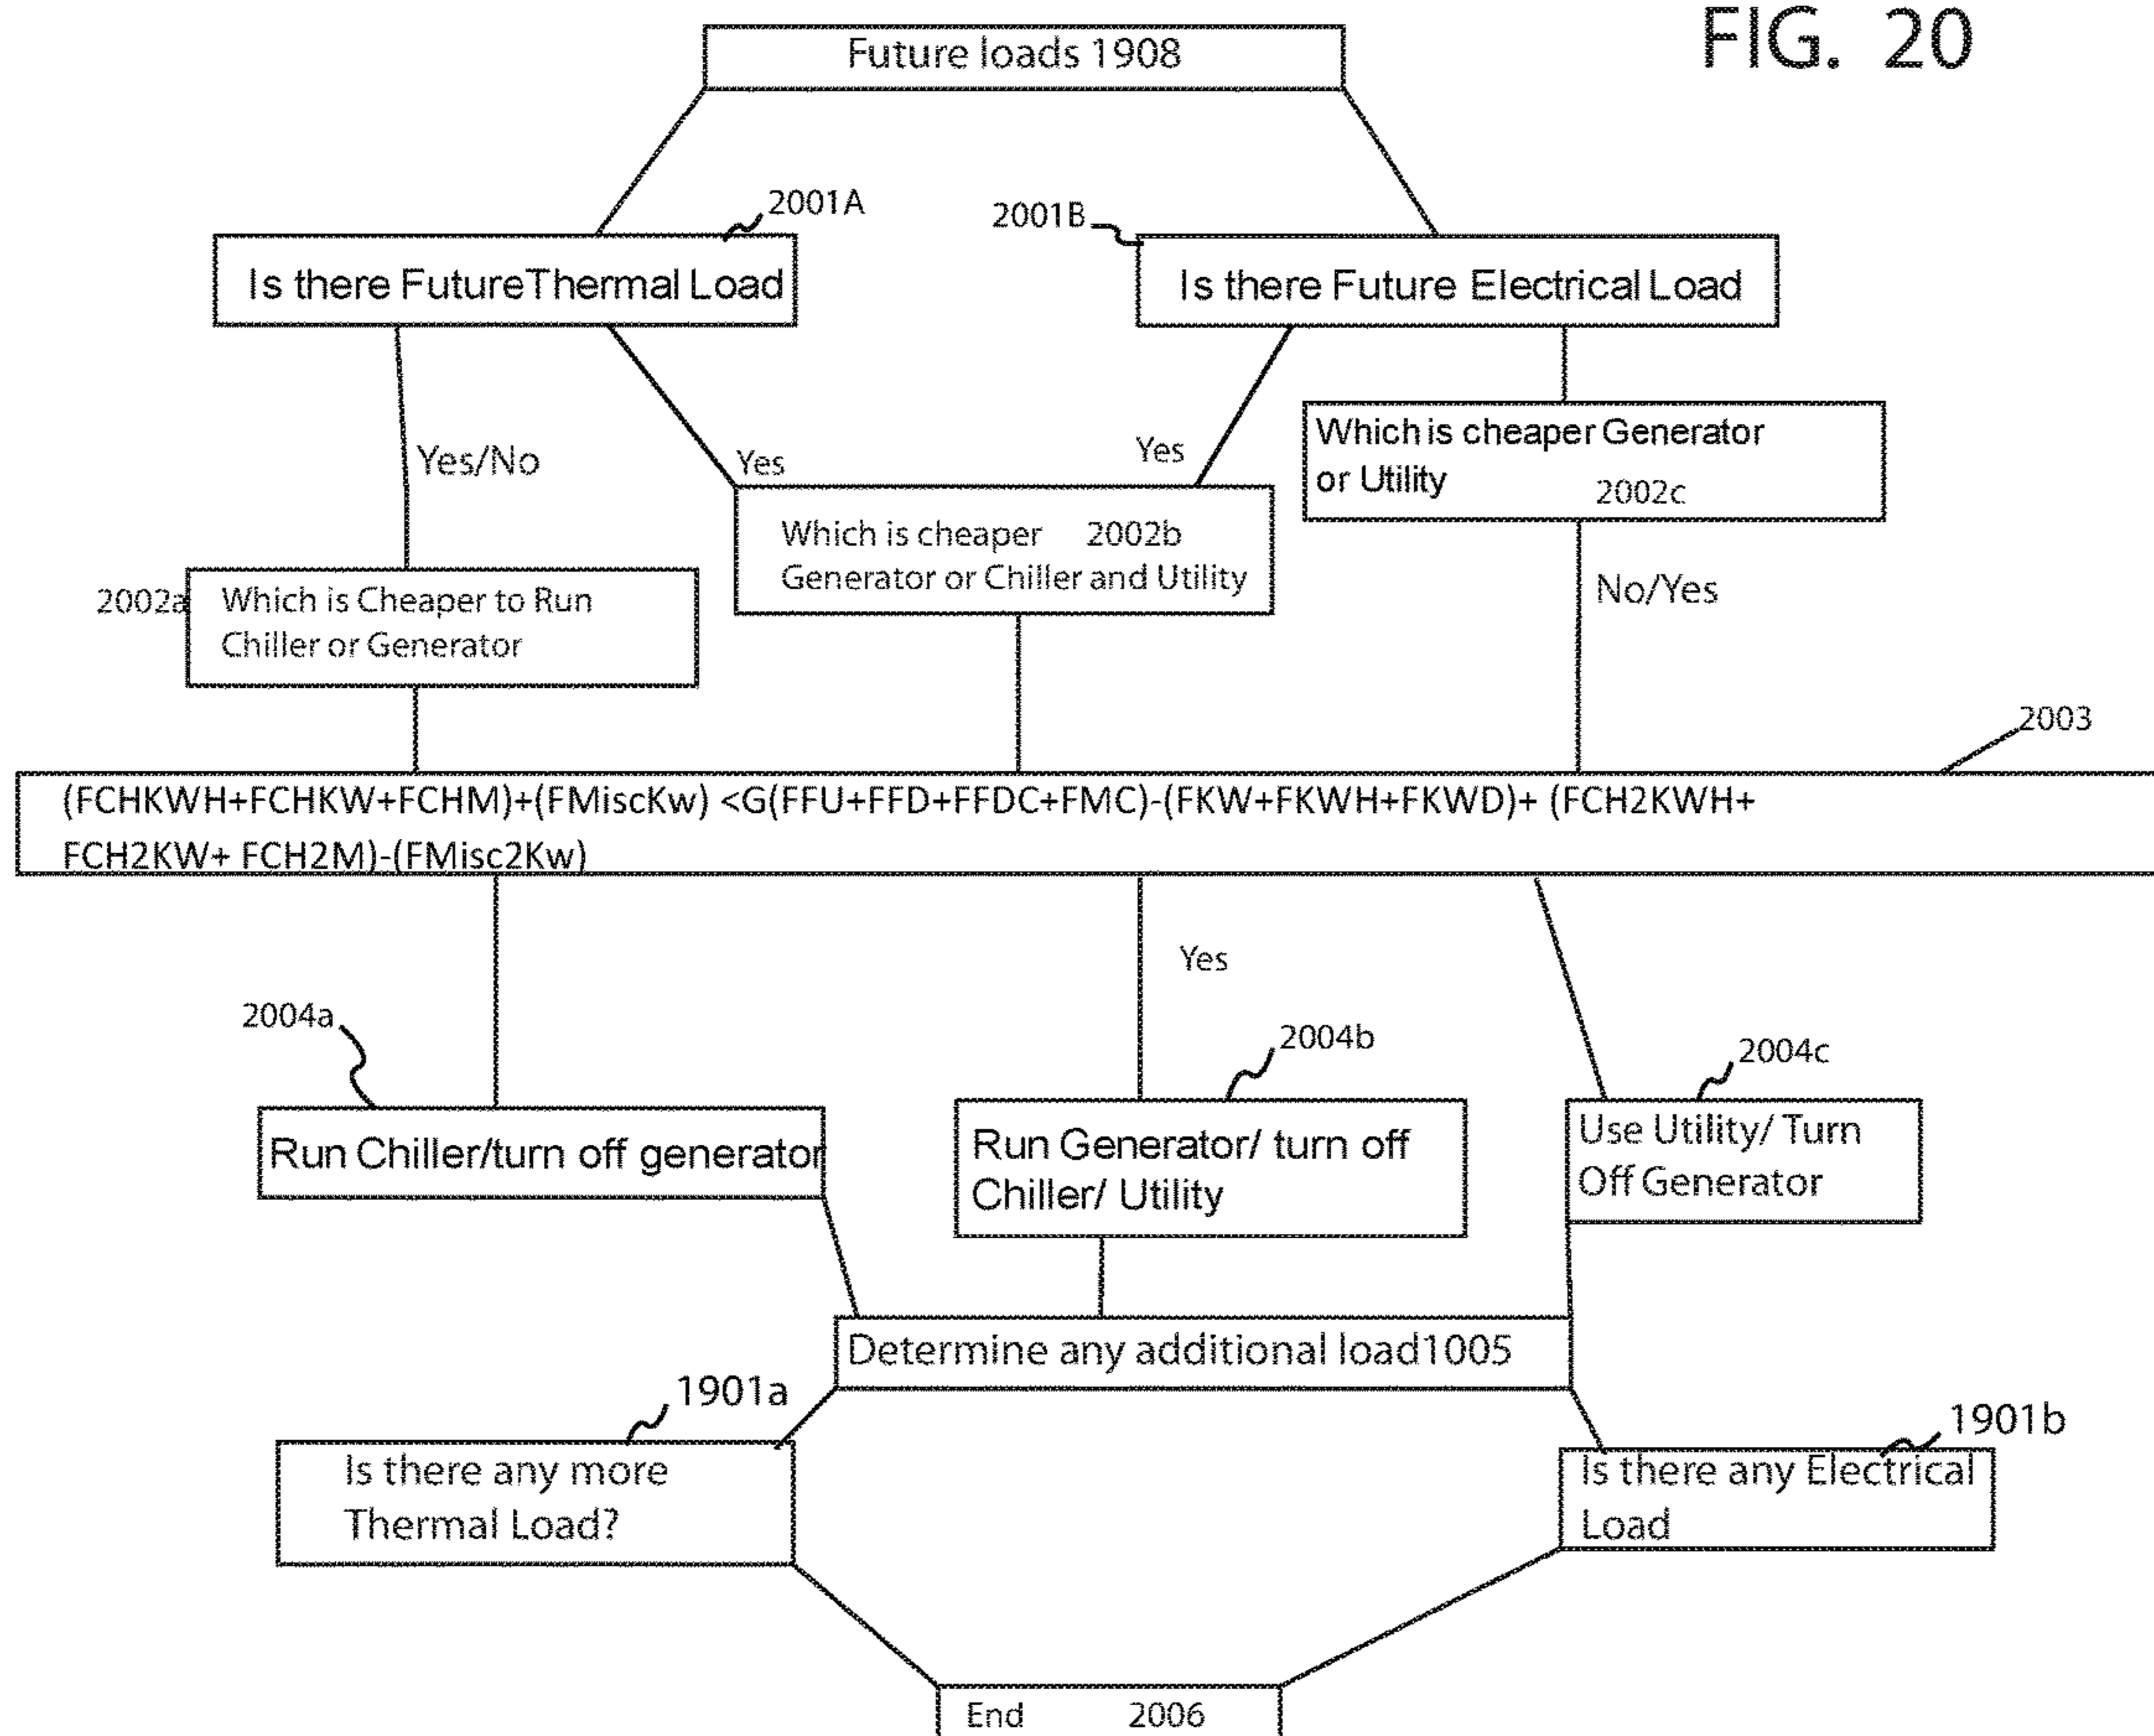 FIG. 20
Future loads 1908
2001A
2001B
Is there FutureThermal Load
Is there Future Electrical Load
Yes/No
Yes
Yes
Which is cheaper Generator
or Utility
2002c
Which is cheaper 2002b
Generator or Chiller and Utility
2002a
Which is Cheaper to Run
Chiller or Generator
No/Yes
2003
(FCHKWH+FCHKW+FCHM)+(FMiscKw) <G(FFU+FFD+FFDC+FMC)-(FKW+FKWH+FKWD)+ (FCH2KWH+
FCH2KW+ FCH2M)-(FMisc2Kw)
Yes
2004a
2004b
2004c
Run Chiller/turn off generator
Run Generator/ turn off
Chiller/ Utility
Use Utility/ Turn
Off Generator
Determine any additional load1005
1901a
1901b
Is there any more
Thermal Load?
Is there any Electrical
Load
End 2006